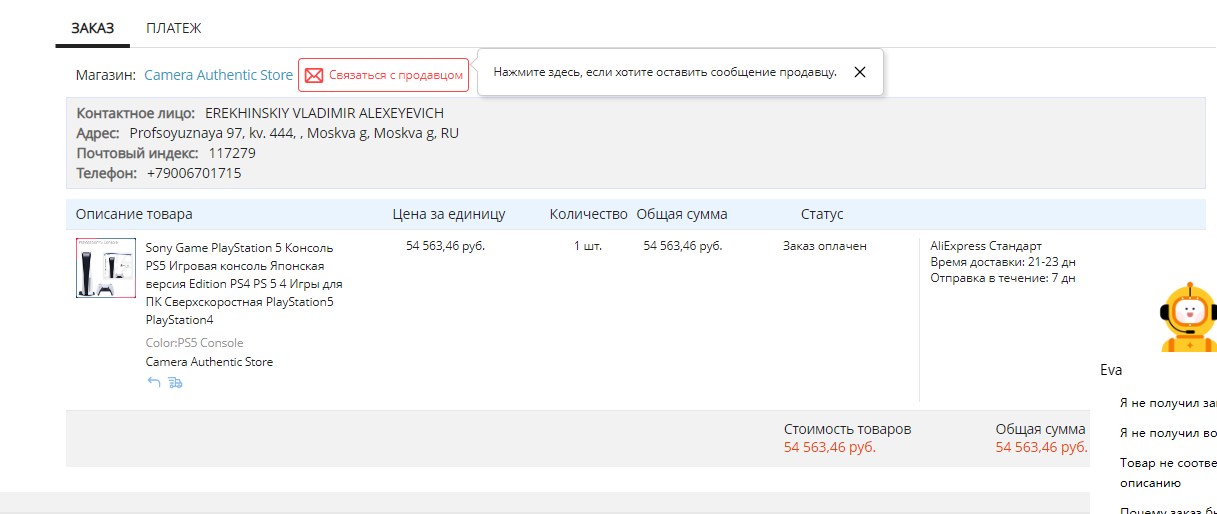 ЗАКАЗ ПЛАТЕЖ
Магазин: Camera Authentic Store Связаться с продавцом Нажмите здесь, если хотите оставить сообщение продавцу.
Контактное лицо: EREKHINSKIY VLADIMIR ALEXEYEVICH
Адрес: Profsoyuznaya 97, kv. 444, , Moskva g, Moskva g, RU
Почтовый индекс: 117279
Телефон: +79006701715
Описание товара Цена за единицу Количество Общая сумма Статус
Sony Game PlayStation 5 Консоль
PS5 Игровая консоль Японская
версия Edition PS4 PS 5 4 Игры для
ПК Сверхскоростная PlayStation5
PlayStation4
Color:PS5 Console
Camera Authentic Store
54 563,46 руб. 1 шт. 54 563,46 руб. Заказ оплачен
AliExpress Стандарт
Время доставки: 21-23 дн
Отправка в течение: 7 дн
Стоимость товаров
54 563,46 руб.
Общая сумма
54 563,46 руб.
Eva
Я не получил за
Я не получил во
Товар не соотве
описанию
Почему заказ бы